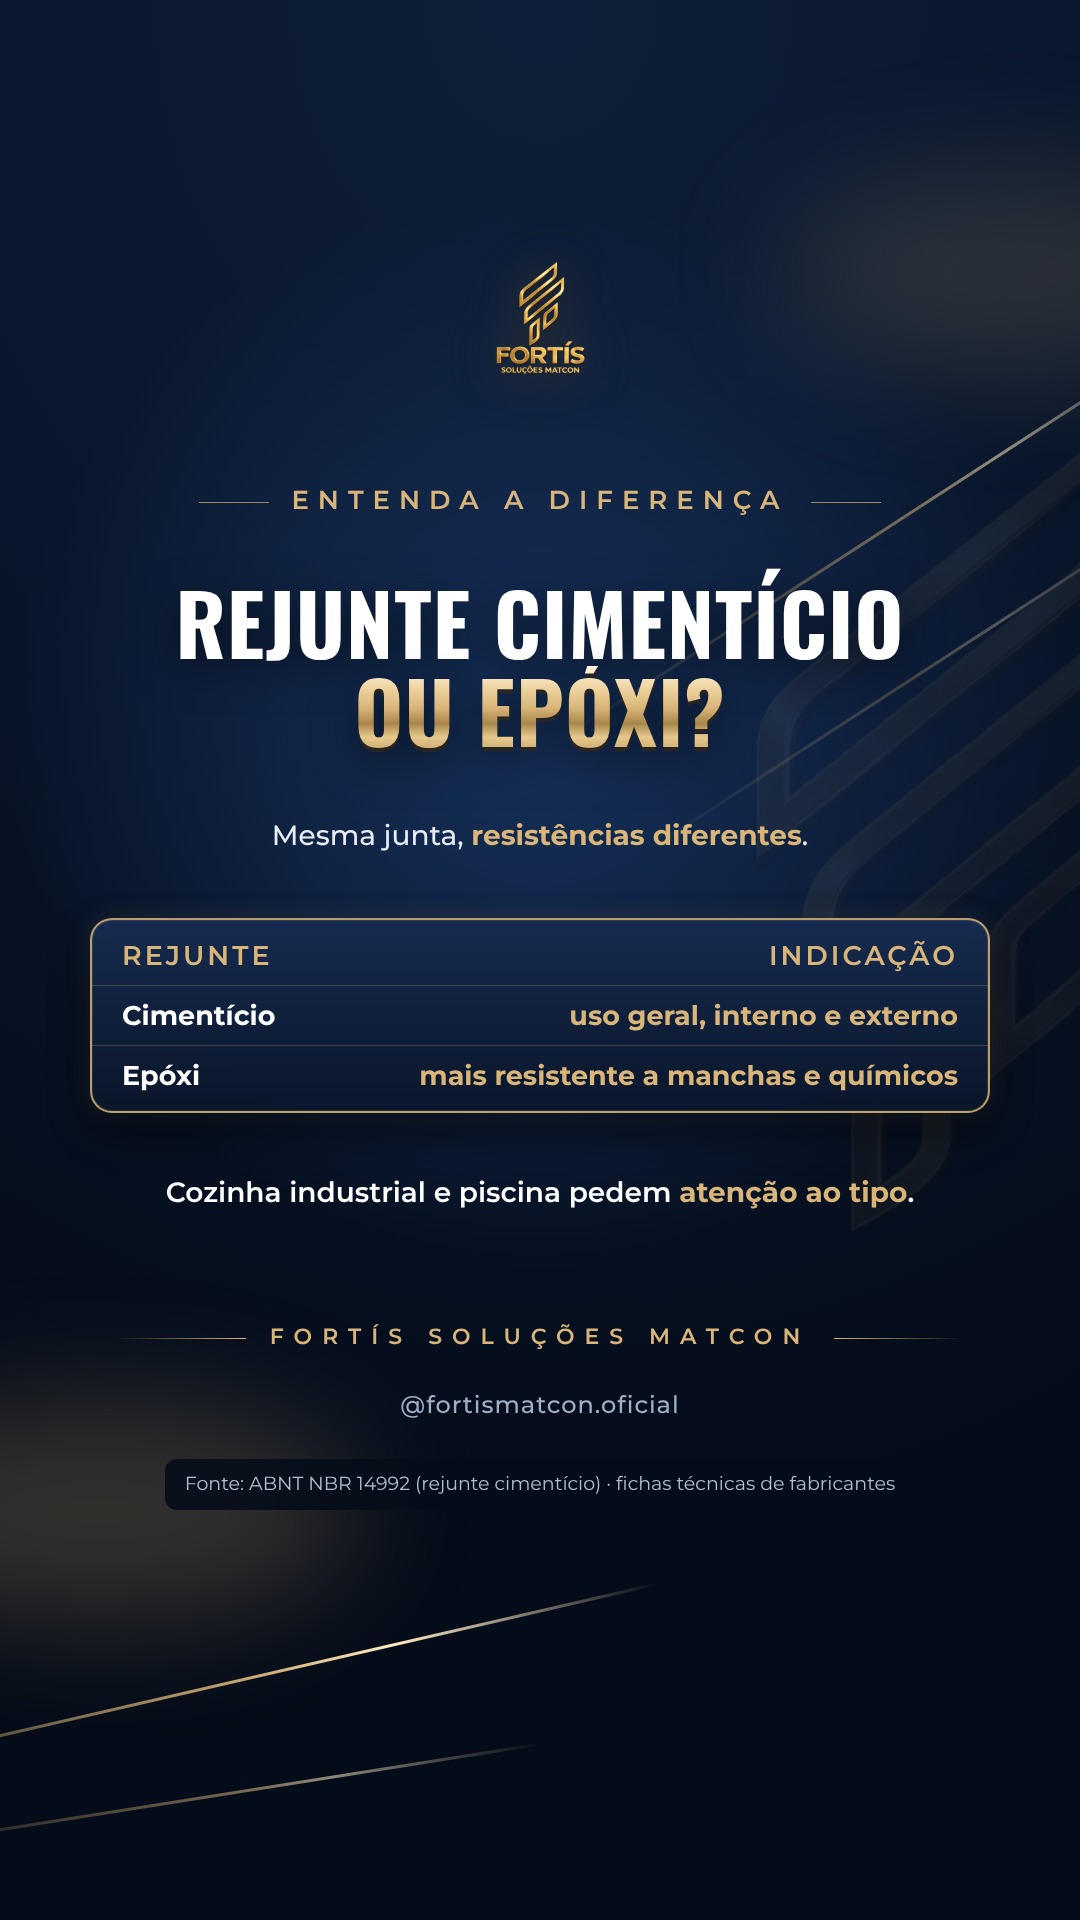 FORTÍS
SOLUÇÕES MATCON
ENTENDA A DIFERENÇA
REJUNTE CIMENTÍCIO
OU EPÓXI?
Mesma junta, resistências diferentes.
REJUNTE INDICAÇÃO
Cimentício uso geral, interno e externo
Epóxi mais resistente a manchas e químicos
Cozinha industrial e piscina pedem atenção ao tipo.
FORTÍS SOLUÇÕES MATCON
@fortismatcon.oficial
Fonte: ABNT NBR 14992 (rejunte cimentício) · fichas técnicas de fabricantes